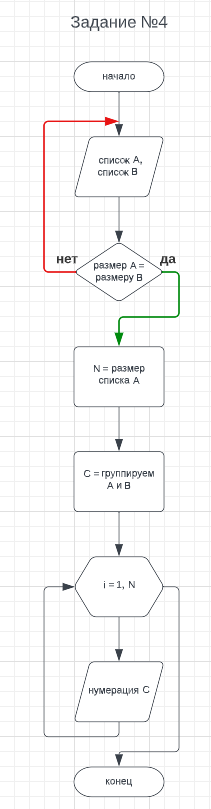 Задание №4
начало
список A,
список B
нет
да
размер A =
размеру B
N = размер
списка A
C = группируем
A и B
i = 1, N
нумерация C
конец